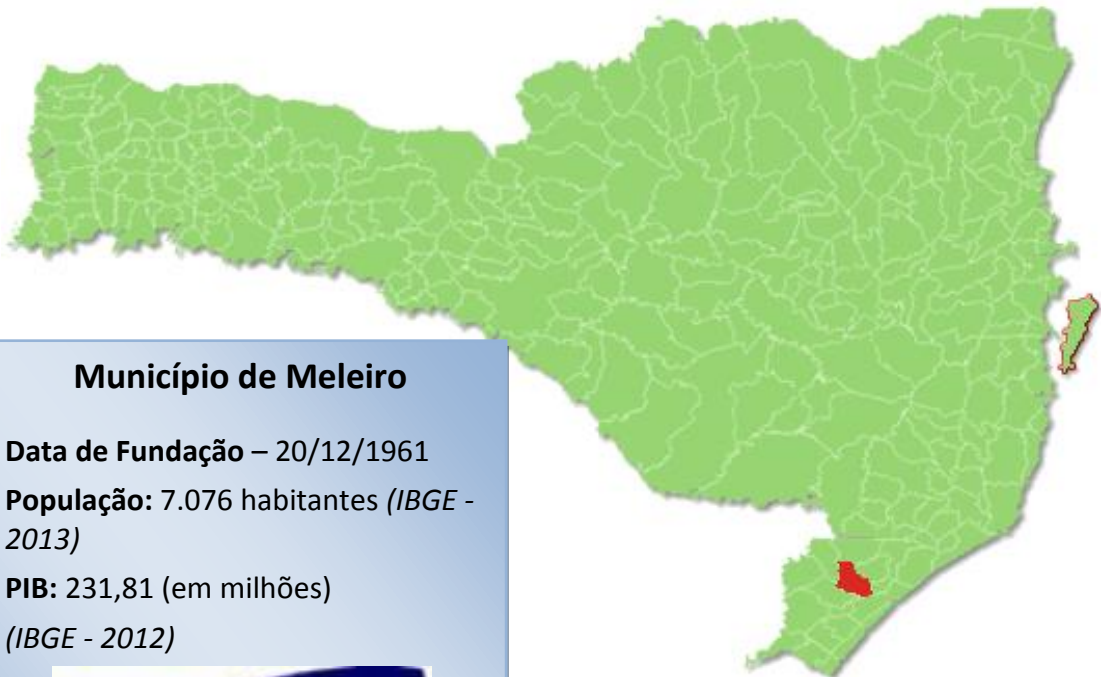 Município de Meleiro
Data de Fundação – 20/12/1961
População: 7.076 habitantes (IBGE -
2013)
PIB: 231,81 (em milhões)
(IBGE - 2012)